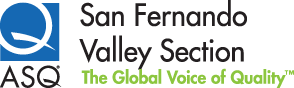 San Fernando
Valley Section
ASQ®
The Global Voice of Quality™